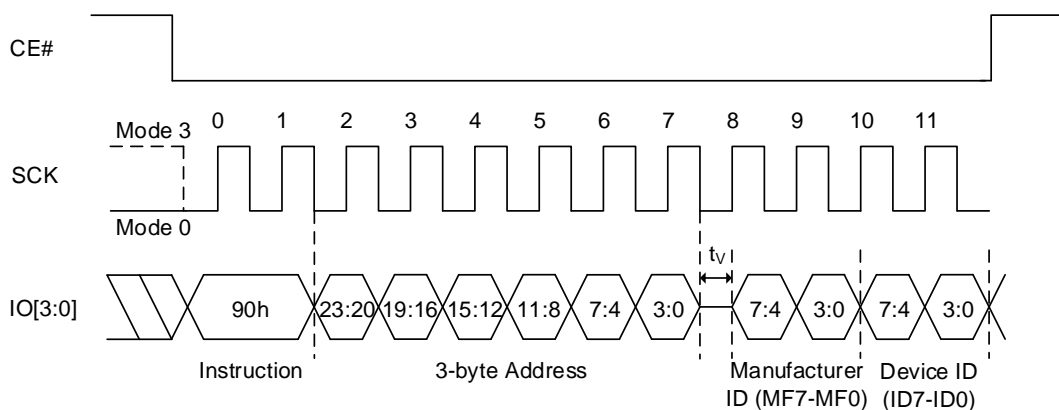 CE#
Mode 3
0 1 2 3 4 5 6 7 8 9 10 11
SCK
Mode 0
tV
IO[3:0]
90h 23:20 19:16 15:12 11:8 7:4 3:0 7:4 3:0 7:4 3:0
Instruction 3-byte Address Manufacturer Device ID
ID (MF7-MF0) (ID7-ID0)